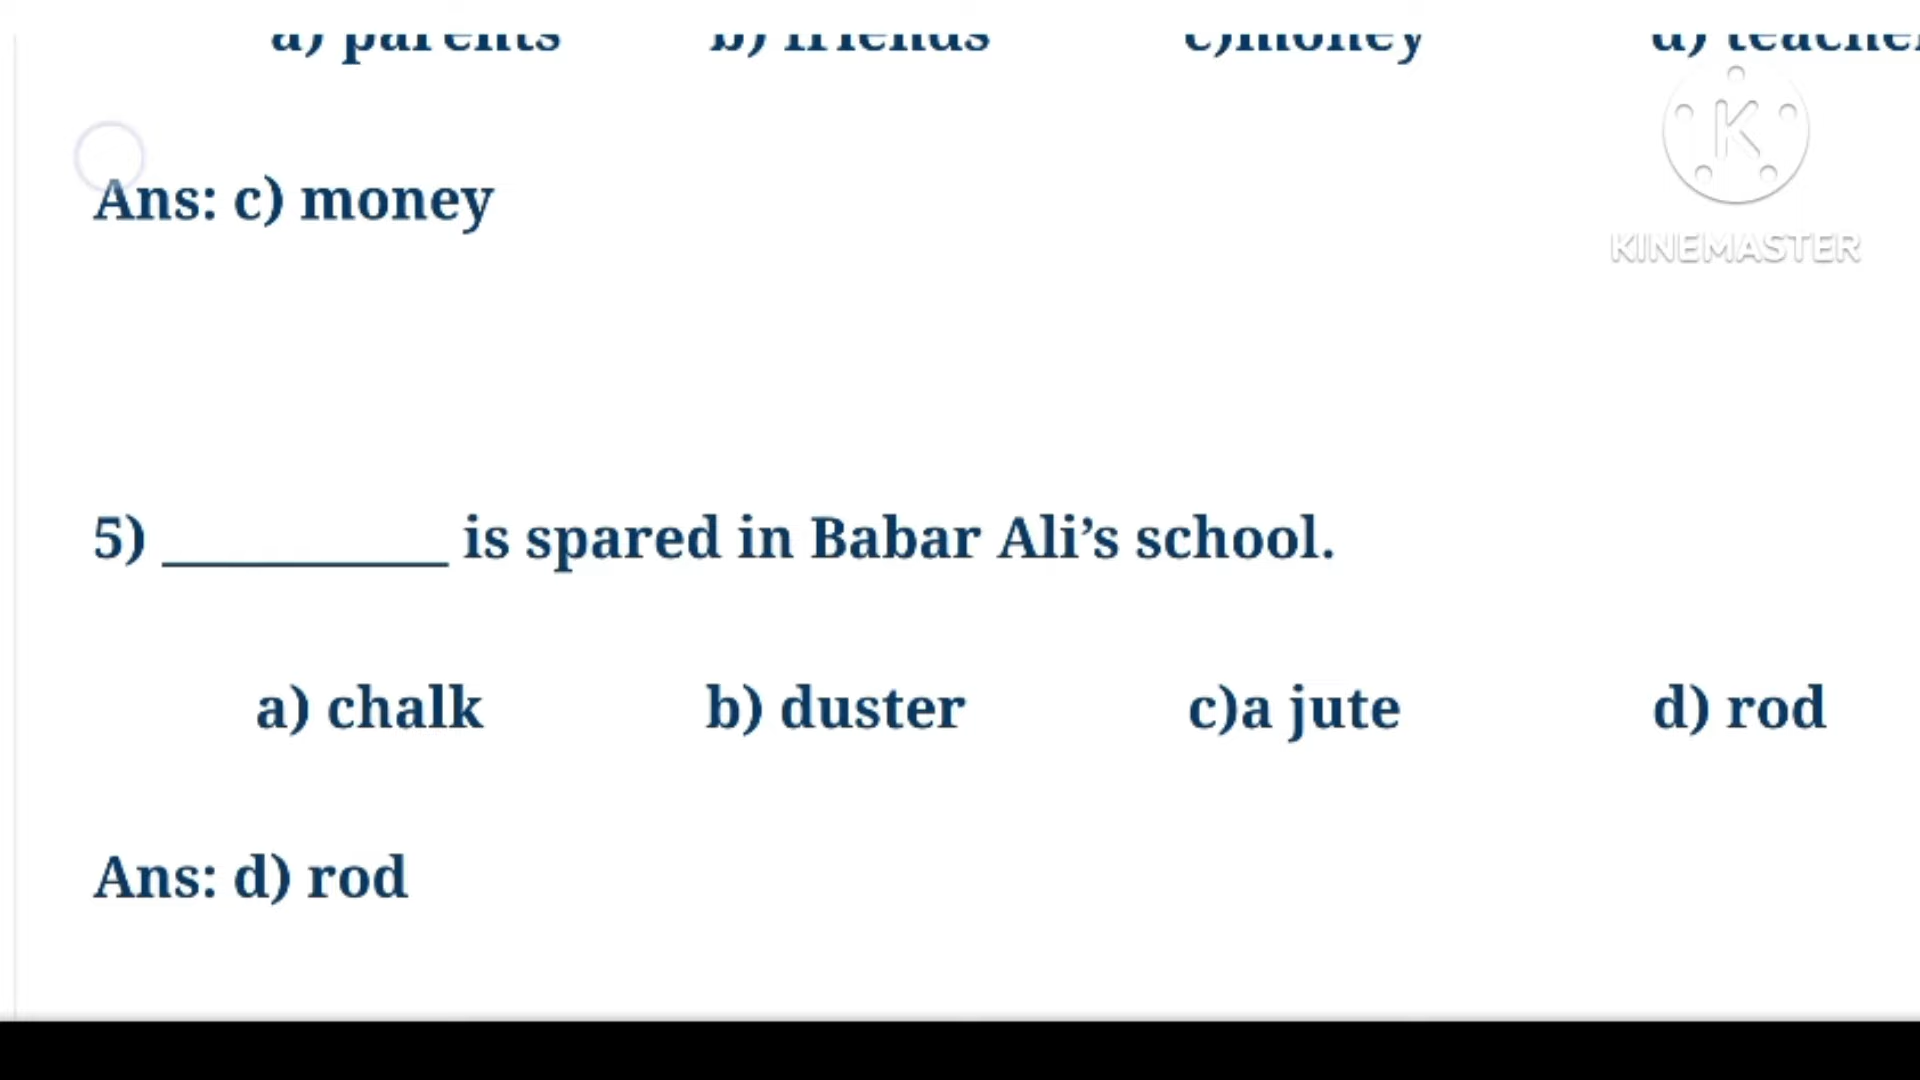 a) parents b) friends c)money d) teache
Ans: c) money
KINEMASTER
5) __________ is spared in Babar Ali’s school.
a) chalk b) duster c)a jute d) rod
Ans: d) rod